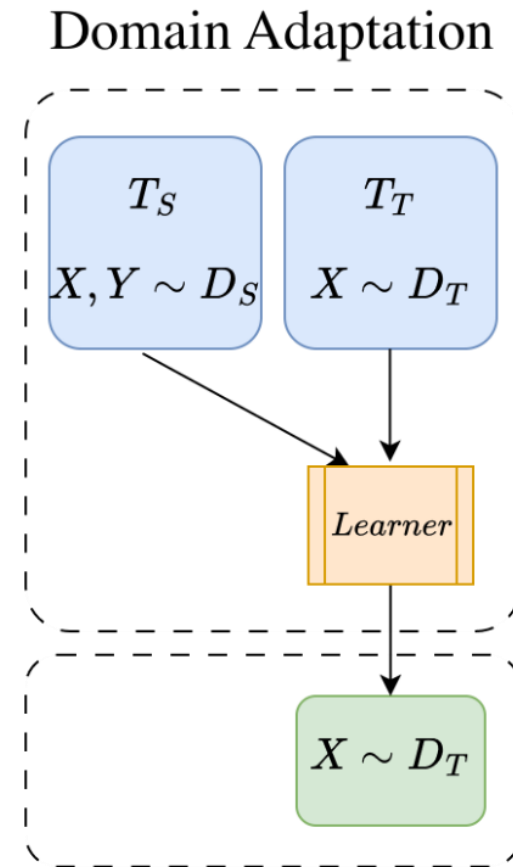 Domain Adaptation
T_S
X, Y ∼ D_S
T_T
X ∼ D_T
Learner
X ∼ D_T